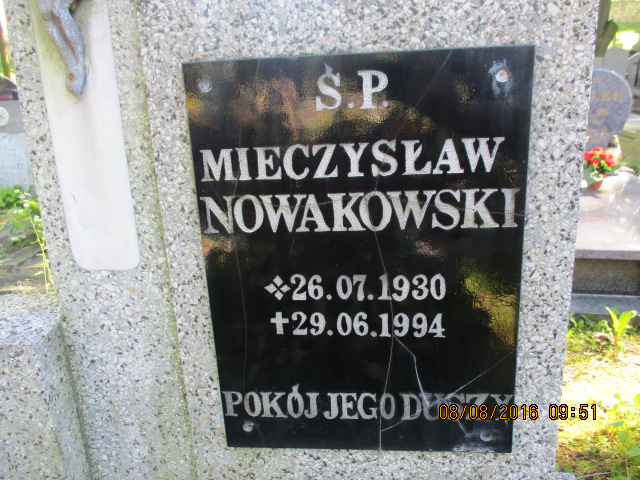 Ś.P.
MIECZYSŁAW
NOWAKOWSKI
26.07.1930
29.06.1994
POKÓJ JEGO DUSZY
08/08/2016 09:51